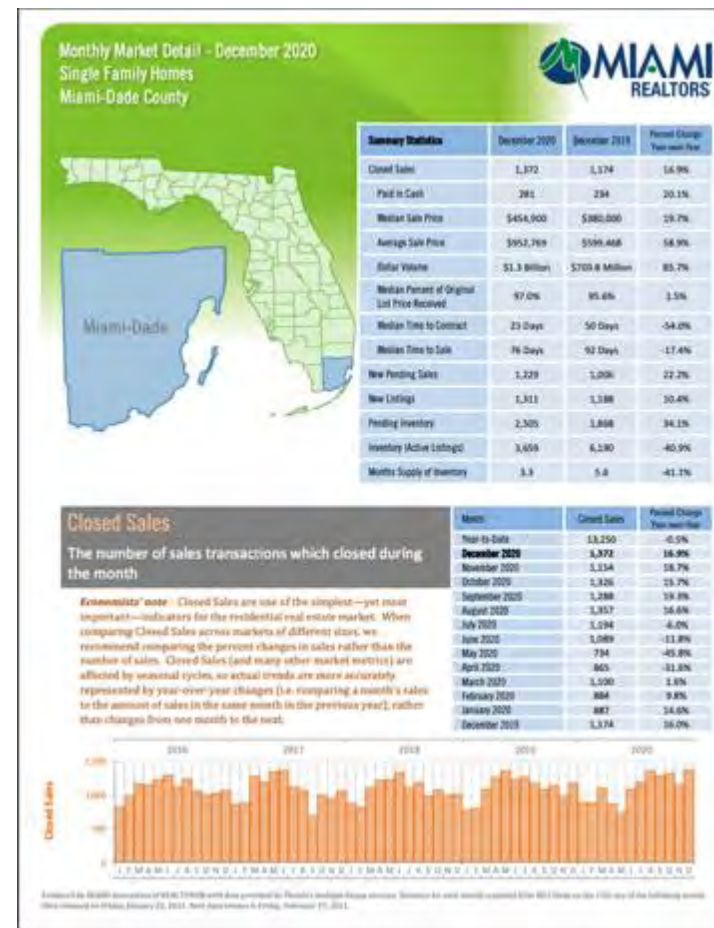 Monthly Market Detail - December 2020
Single Family Homes
Miami-Dade County
MIAMI
REALTORS
Summary Statistics December 2020 December 2019 Percent Change Year-over-Year
Closed Sales 1,372 1,174 16.9%
Paid in Cash 281 234 20.1%
Median Sale Price $454,900 $380,000 19.7%
Average Sale Price $952,769 $599,468 58.9%
Dollar Volume $1.3 Billion $703.8 Million 85.7%
Median Percent of Original List Price Received 97.0% 95.6% 1.5%
Median Time to Contract 23 Days 50 Days -54.0%
Median Time to Sale 76 Days 92 Days -17.4%
New Pending Sales 1,229 1,006 22.2%
New Listings 1,311 1,188 10.4%
Pending Inventory 2,505 1,868 34.1%
Inventory (Active Listings) 3,659 6,190 -40.9%
Months Supply of Inventory 3.3 5.6 -41.1%
Miami-Dade
Closed Sales
The number of sales transactions which closed during
the month
Economists' note : Closed Sales are one of the simplest—yet most
important—indicators for the residential real estate market. When
comparing Closed Sales across markets of different sizes, we
recommend comparing the percent changes in sales rather than the
number of sales. Closed Sales (and many other market metrics) are
affected by seasonal cycles, so actual trends are more accurately
represented by year-over-year changes (i.e. comparing a month's sales
to the amount of sales in the same month in the previous year), rather
than changes from one month to the next.
Month Closed Sales Percent Change Year-over-Year
Year-to-Date 13,250 -0.5%
December 2020 1,372 16.9%
November 2020 1,154 18.7%
October 2020 1,326 15.7%
September 2020 1,288 19.3%
August 2020 1,357 16.6%
July 2020 1,194 -6.0%
June 2020 1,089 -11.8%
May 2020 734 -45.8%
April 2020 865 -31.6%
March 2020 1,100 1.6%
February 2020 884 9.8%
January 2020 887 14.6%
December 2019 1,174 16.0%
2016 2017 2018 2019 2020
Closed Sales
1,500
1,000
500
0
J F M A M J J A S O N D J F M A M J J A S O N D J F M A M J J A S O N D J F M A M J J A S O N D J F M A M J J A S O N D